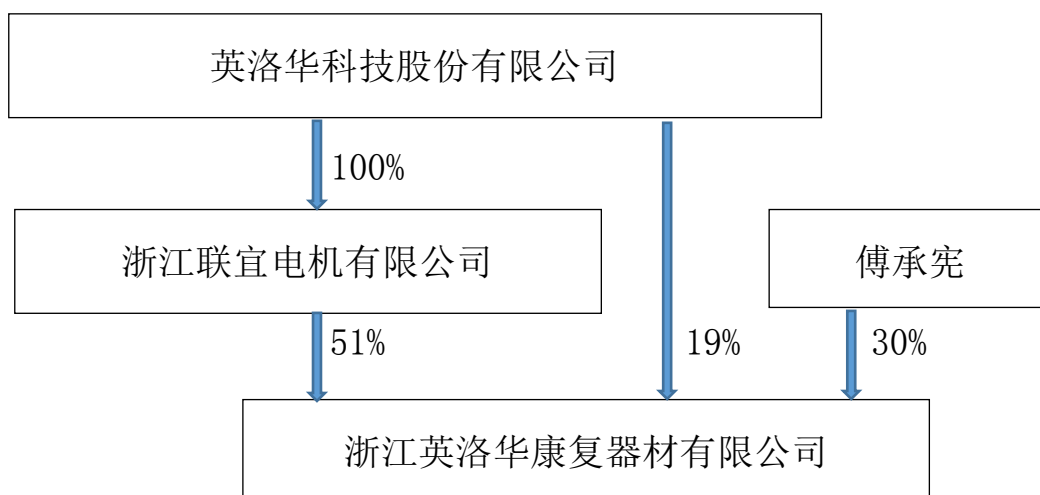 英洛华科技股份有限公司
100%
浙江联宜电机有限公司
傅承宪
51%
19%
30%
浙江英洛华康复器材有限公司